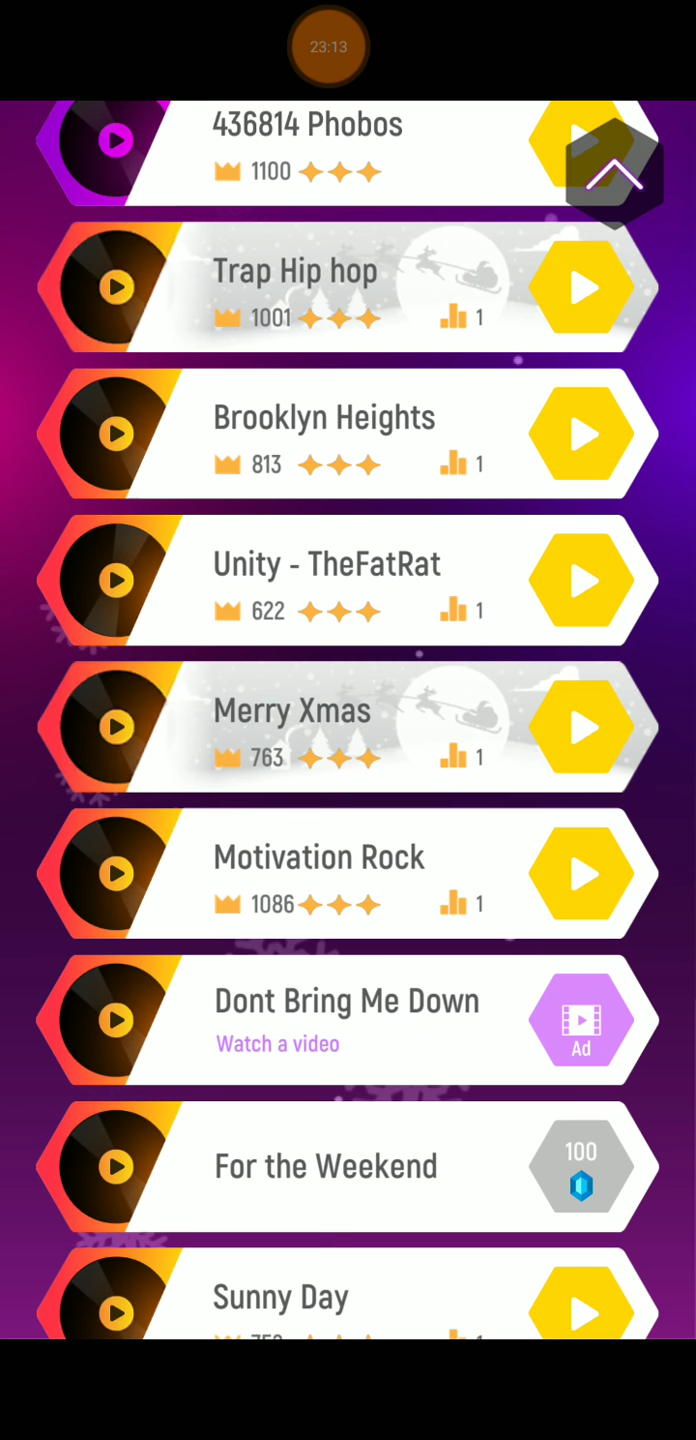 23:13
436814 Phobos
1100
Trap Hip hop
1001 1
Brooklyn Heights
813 1
Unity - TheFatRat
622 1
Merry Xmas
763 1
Motivation Rock
1086 1
Dont Bring Me Down
Watch a video
Ad
For the Weekend
100
Sunny Day